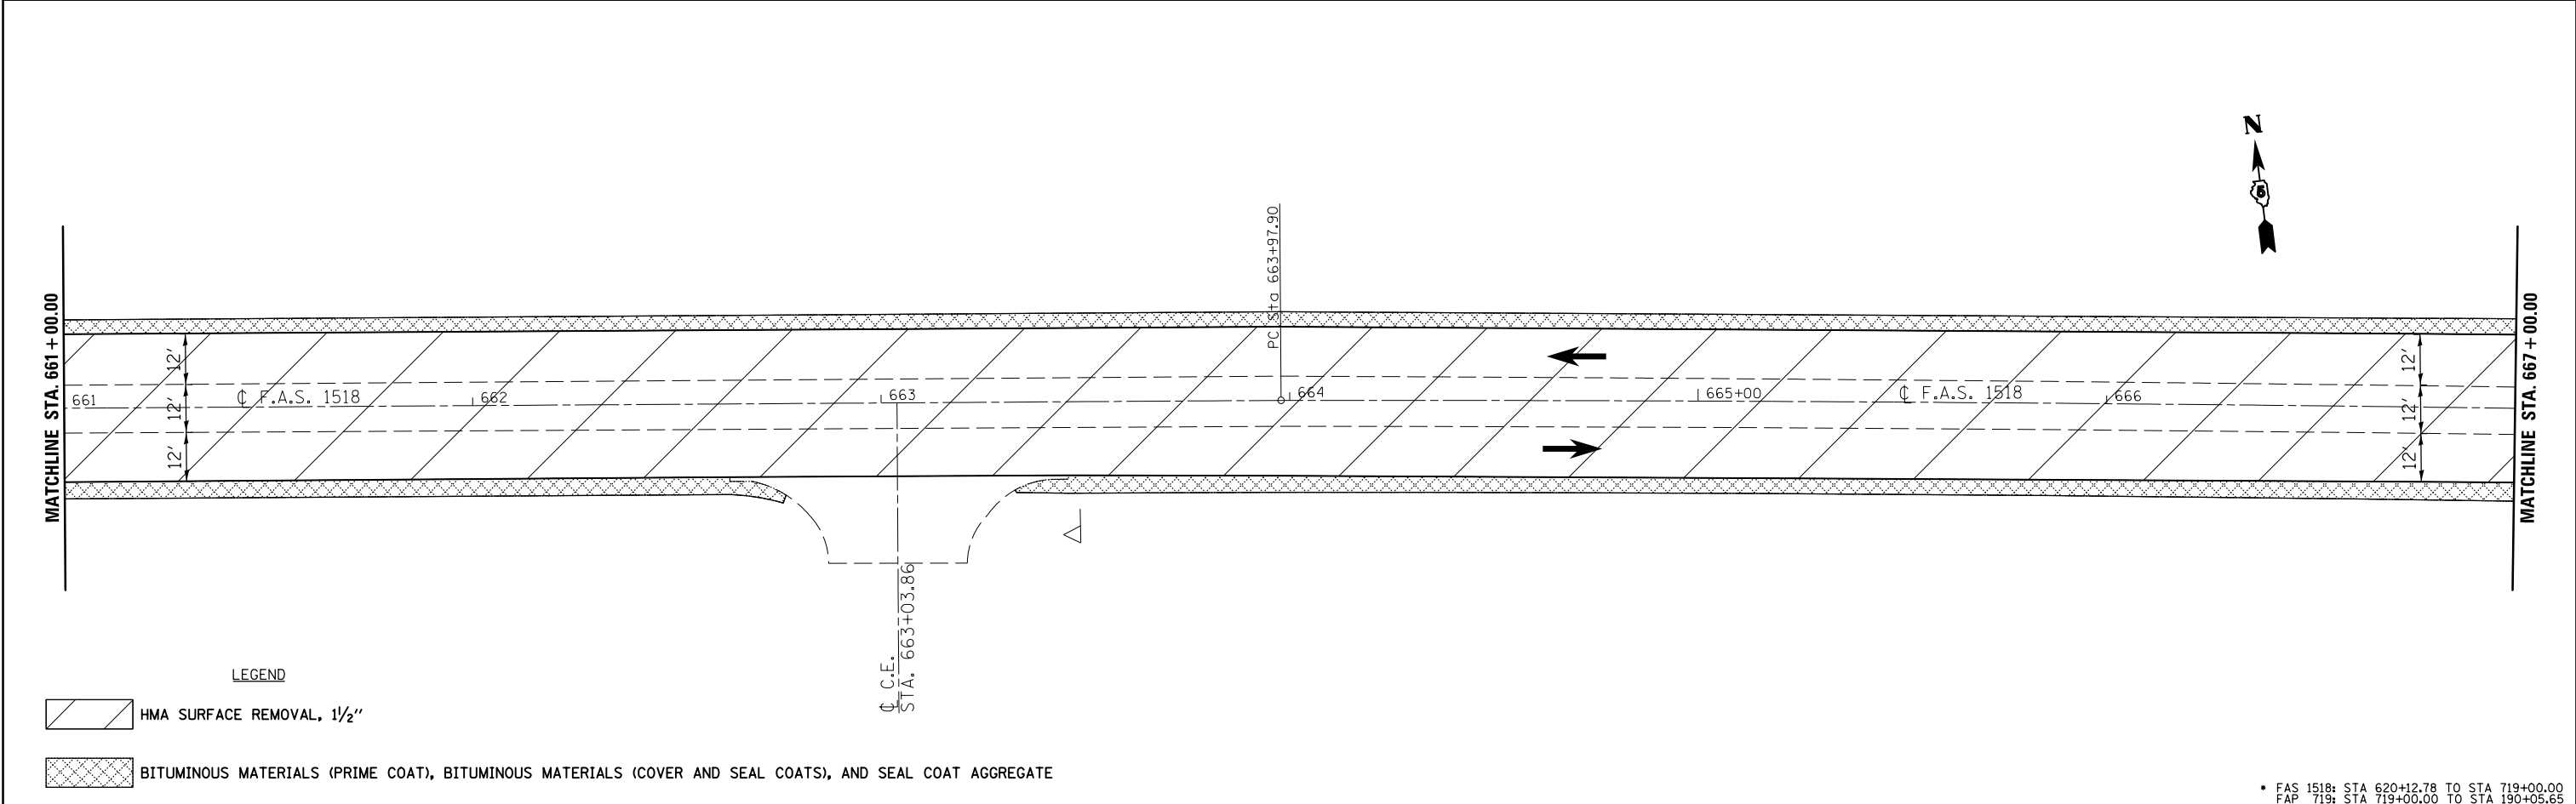 N
5
PC Sta 663+97.90
MATCHLINE STA. 661+00.00
12'
12'
12'
661
℄ F.A.S. 1518
662
663
664
665+00
℄ F.A.S. 1518
666
12'
12'
12'
MATCHLINE STA. 667+00.00
℄ C.E.
STA. 663+03.86
LEGEND
HMA SURFACE REMOVAL, 1½"
BITUMINOUS MATERIALS (PRIME COAT), BITUMINOUS MATERIALS (COVER AND SEAL COATS), AND SEAL COAT AGGREGATE
• FAS 1518: STA 620+12.78 TO STA 719+00.00
FAP 719: STA 719+00.00 TO STA 190+05.65